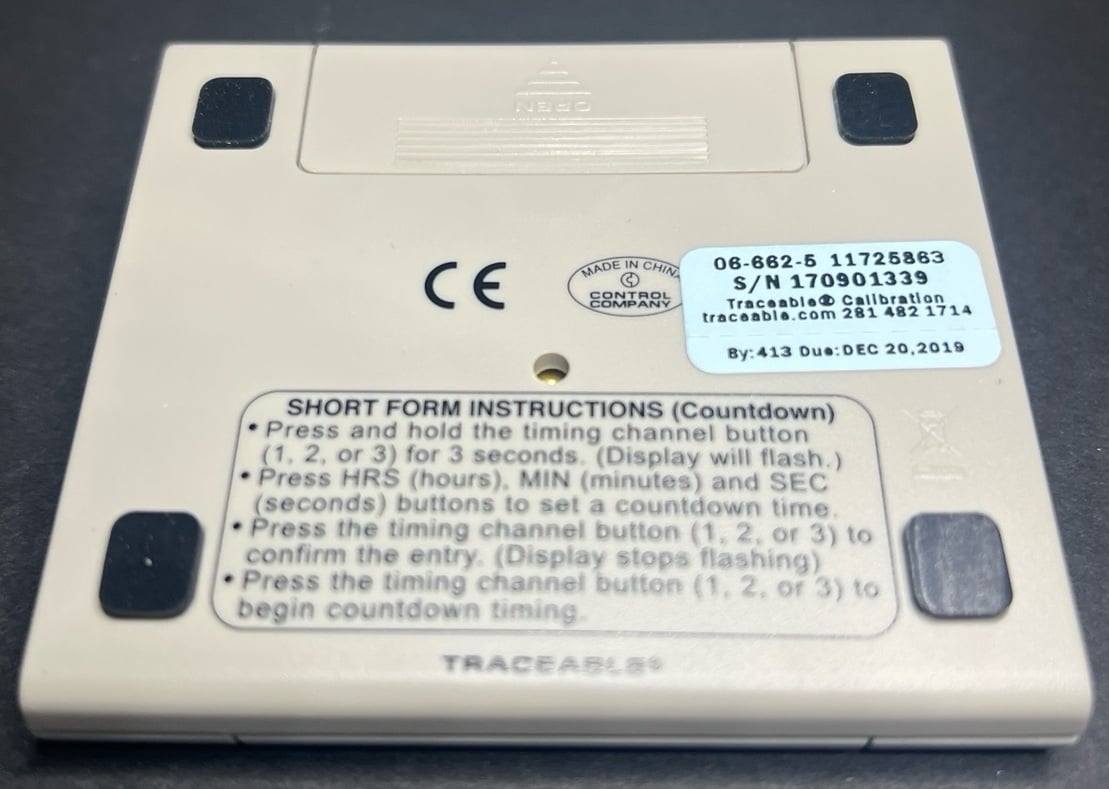 OPEN
CE
MADE IN CHINA
CONTROL
COMPANY
06-662-5 11725863
S/N 170901339
Traceable® Calibration
traceable.com 281 482 1714
By:413 Due:DEC 20,2019
SHORT FORM INSTRUCTIONS (Countdown)
• Press and hold the timing channel button
(1, 2, or 3) for 3 seconds. (Display will flash.)
• Press HRS (hours), MIN (minutes) and SEC
(seconds) buttons to set a countdown time.
• Press the timing channel button (1, 2, or 3) to
confirm the entry. (Display stops flashing)
• Press the timing channel button (1, 2, or 3) to
begin countdown timing.
TRACEABLE®